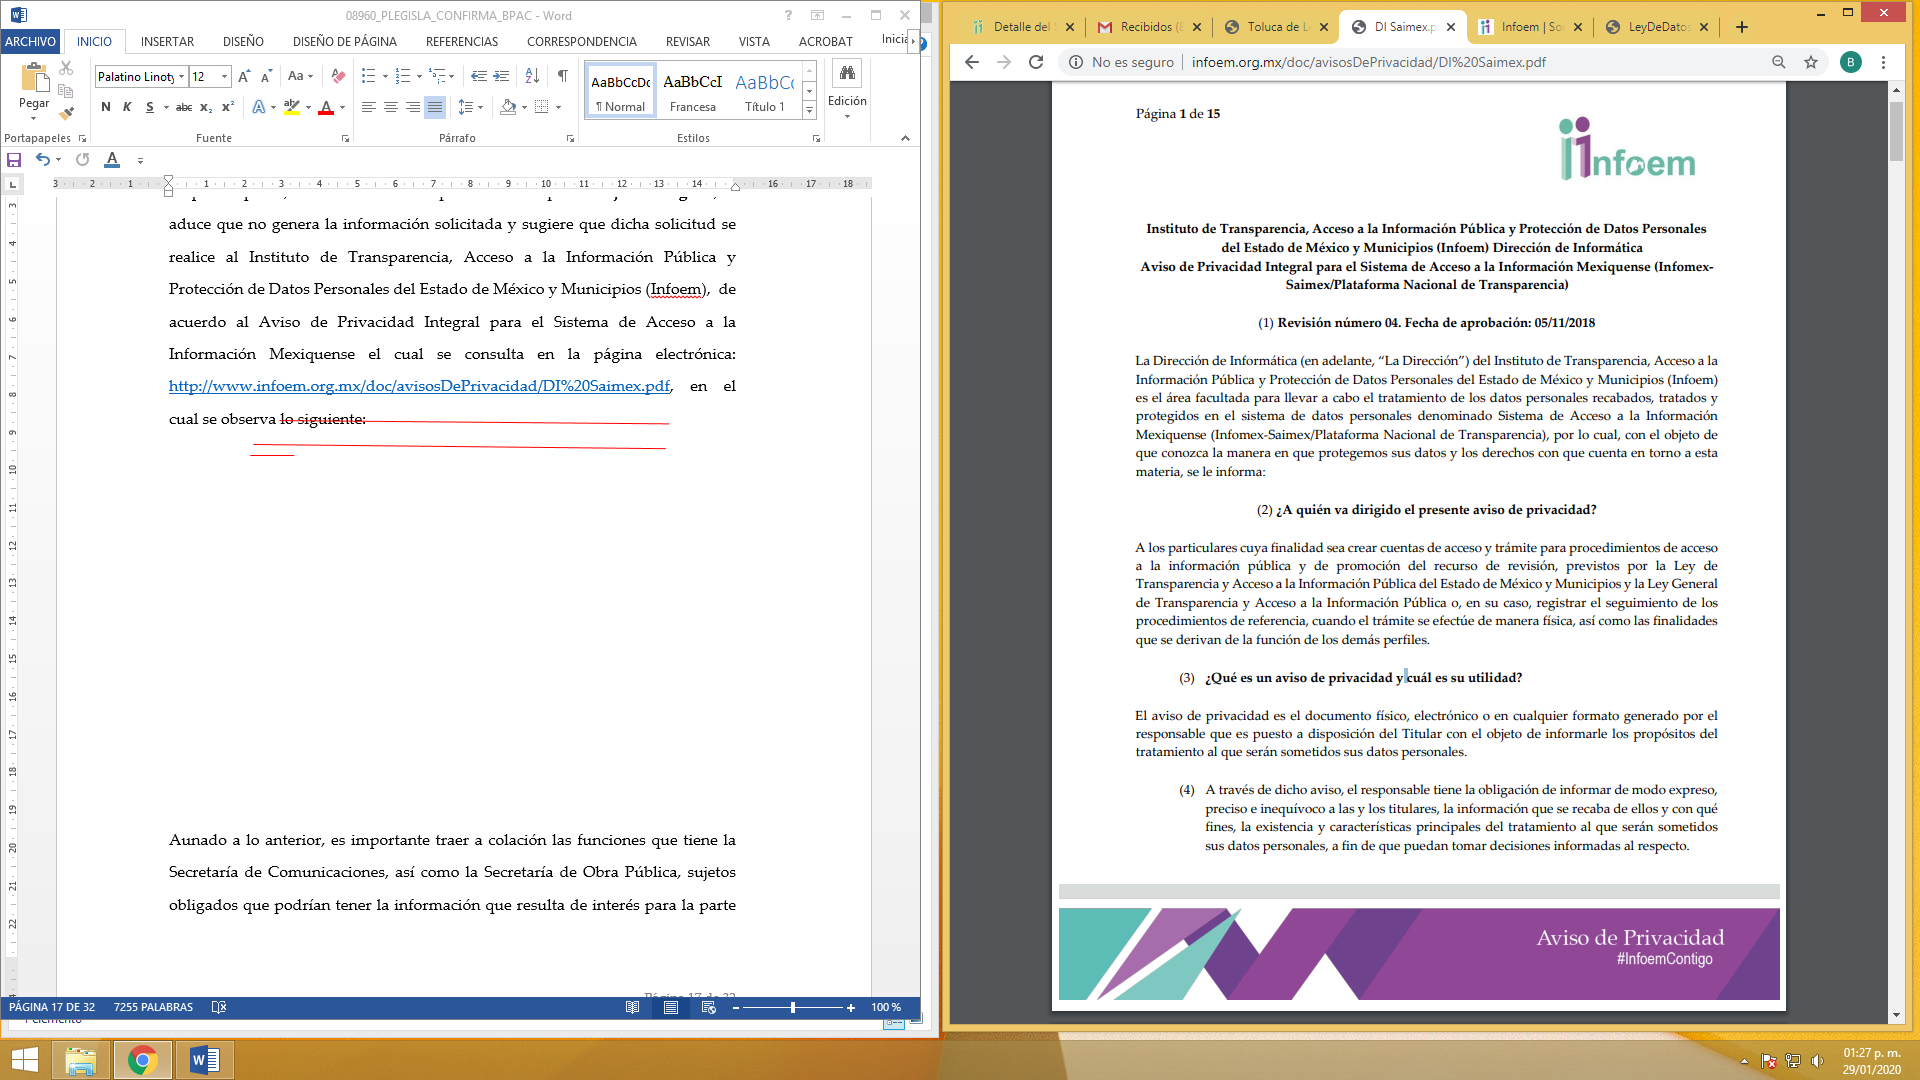 08960_PLEGISLA_CONFIRMA_BPAC - Word
ARCHIVO INICIO INSERTAR DISEÑO DISEÑO DE PÁGINA REFERENCIAS CORRESPONDENCIA REVISAR VISTA ACROBAT Inicia
Pegar
Palatino Linoty 12
AaBbCcDc AaBbCcI AaBbCc
¶ Normal Francesa Título 1
Edición
Portapapeles Fuente Párrafo Estilos
aduce que no genera la información solicitada y sugiere que dicha solicitud se
realice al Instituto de Transparencia, Acceso a la Información Pública y
Protección de Datos Personales del Estado de México y Municipios (Infoem), de
acuerdo al Aviso de Privacidad Integral para el Sistema de Acceso a la
Información Mexiquense el cual se consulta en la página electrónica:
http://www.infoem.org.mx/doc/avisosDePrivacidad/DI%20Saimex.pdf, en el
cual se observa lo siguiente:
Aunado a lo anterior, es importante traer a colación las funciones que tiene la
Secretaría de Comunicaciones, así como la Secretaría de Obra Pública, sujetos
obligados que podrían tener la información que resulta de interés para la parte
Página 17 de 32
PÁGINA 17 DE 32 7255 PALABRAS 100 %
Detalle del Recibidos (8 Toluca de Le DI Saimex.p Infoem | So LeyDeDatos
No es seguro infoem.org.mx/doc/avisosDePrivacidad/DI%20Saimex.pdf B
Página 1 de 15
infoem
Instituto de Transparencia, Acceso a la Información Pública y Protección de Datos Personales
del Estado de México y Municipios (Infoem) Dirección de Informática
Aviso de Privacidad Integral para el Sistema de Acceso a la Información Mexiquense (Infomex-
Saimex/Plataforma Nacional de Transparencia)
(1) Revisión número 04. Fecha de aprobación: 05/11/2018
La Dirección de Informática (en adelante, “La Dirección”) del Instituto de Transparencia, Acceso a la
Información Pública y Protección de Datos Personales del Estado de México y Municipios (Infoem)
es el área facultada para llevar a cabo el tratamiento de los datos personales recabados, tratados y
protegidos en el sistema de datos personales denominado Sistema de Acceso a la Información
Mexiquense (Infomex-Saimex/Plataforma Nacional de Transparencia), por lo cual, con el objeto de
que conozca la manera en que protegemos sus datos y los derechos con que cuenta en torno a esta
materia, se le informa:
(2) ¿A quién va dirigido el presente aviso de privacidad?
A los particulares cuya finalidad sea crear cuentas de acceso y trámite para procedimientos de acceso
a la información pública y de promoción del recurso de revisión, previstos por la Ley de
Transparencia y Acceso a la Información Pública del Estado de México y Municipios y la Ley General
de Transparencia y Acceso a la Información Pública o, en su caso, registrar el seguimiento de los
procedimientos de referencia, cuando el trámite se efectúe de manera física, así como las finalidades
que se derivan de la función de los demás perfiles.
(3) ¿Qué es un aviso de privacidad y cuál es su utilidad?
El aviso de privacidad es el documento físico, electrónico o en cualquier formato generado por el
responsable que es puesto a disposición del Titular con el objeto de informarle los propósitos del
tratamiento al que serán sometidos sus datos personales.
(4) A través de dicho aviso, el responsable tiene la obligación de informar de modo expreso,
preciso e inequívoco a las y los titulares, la información que se recaba de ellos y con qué
fines, la existencia y características principales del tratamiento al que serán sometidos
sus datos personales, a fin de que puedan tomar decisiones informadas al respecto.
Aviso de Privacidad
#InfoemContigo
01:27 p. m.
29/01/2020